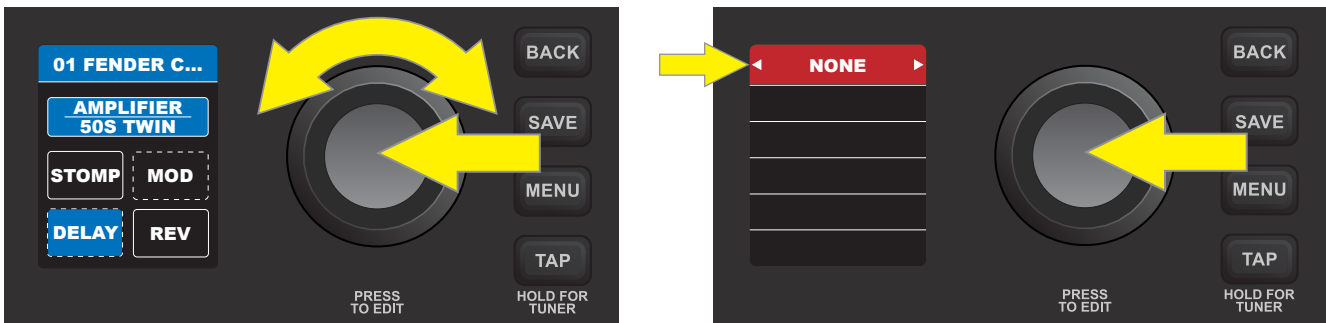 01 FENDER C...
AMPLIFIER
50S TWIN
STOMP
MOD
DELAY
REV
BACK
SAVE
MENU
TAP
PRESS
TO EDIT
HOLD FOR
TUNER
NONE
BACK
SAVE
MENU
TAP
PRESS
TO EDIT
HOLD FOR
TUNER